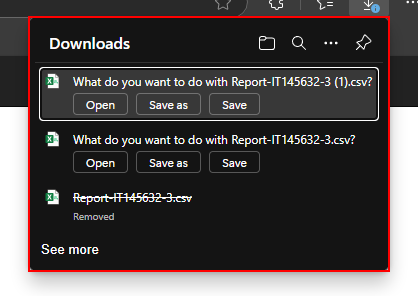 Downloads
What do you want to do with Report-IT145632-3 (1).csv?
Open Save as Save
What do you want to do with Report-IT145632-3.csv?
Open Save as Save
Report-IT145632-3.csv
Removed
See more